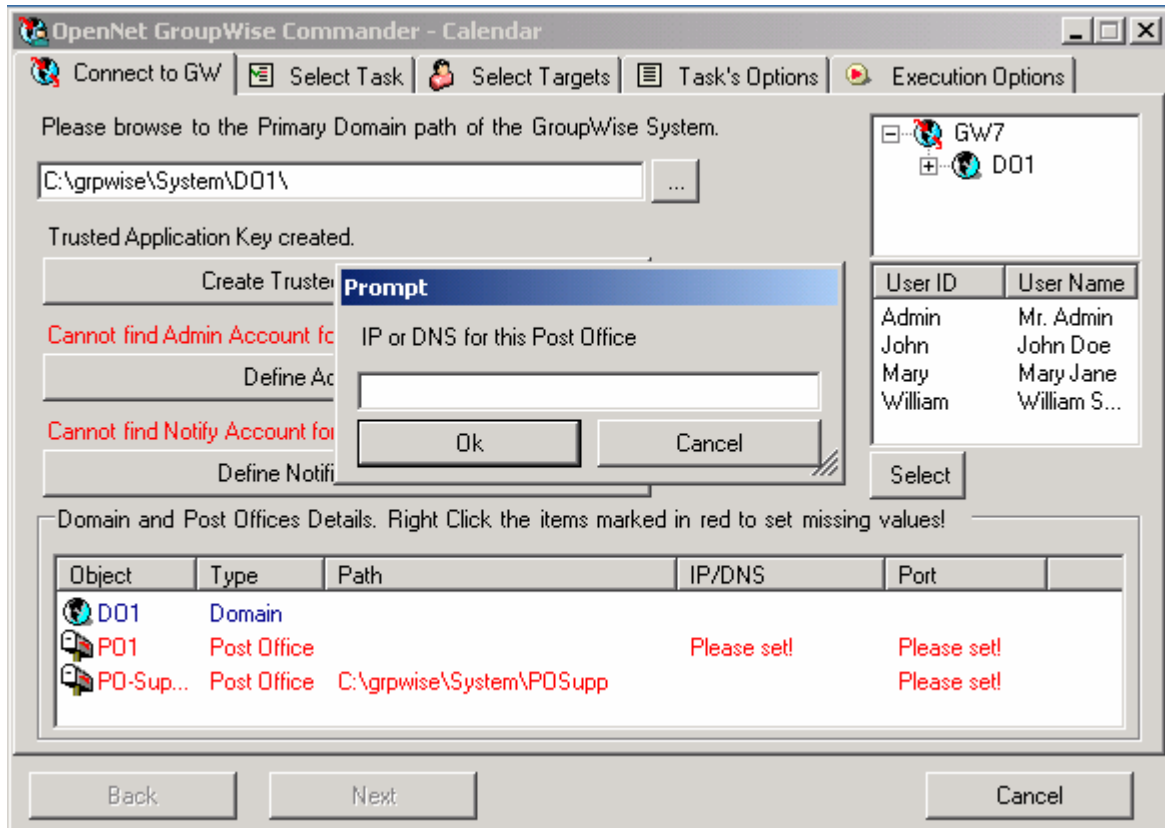 OpenNet GroupWise Commander - Calendar
Connect to GW Select Task Select Targets Task's Options Execution Options
Please browse to the Primary Domain path of the GroupWise System.
C:\grpwise\System\DO1\ ...
Trusted Application Key created.
Create Truste
Cannot find Admin Account fo
Define Ad
Cannot find Notify Account for
Define Notifi
Prompt
IP or DNS for this Post Office
Ok Cancel
GW7
DO1
User ID User Name
Admin Mr. Admin
John John Doe
Mary Mary Jane
William William S...
Select
Domain and Post Offices Details. Right Click the items marked in red to set missing values!
Object Type Path IP/DNS Port
DO1 Domain
PO1 Post Office Please set! Please set!
PO-Sup... Post Office C:\grpwise\System\POSupp Please set!
Back Next Cancel